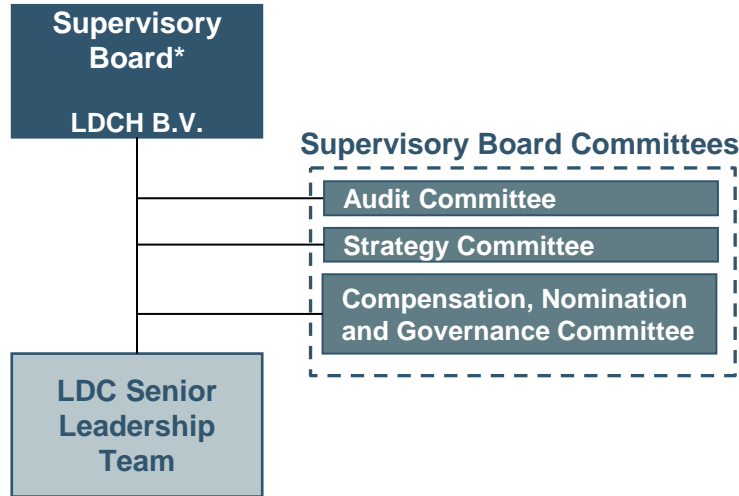 Supervisory
Board*
LDCH B.V.
Supervisory Board Committees
Audit Committee
Strategy Committee
Compensation, Nomination
and Governance Committee
LDC Senior
Leadership
Team